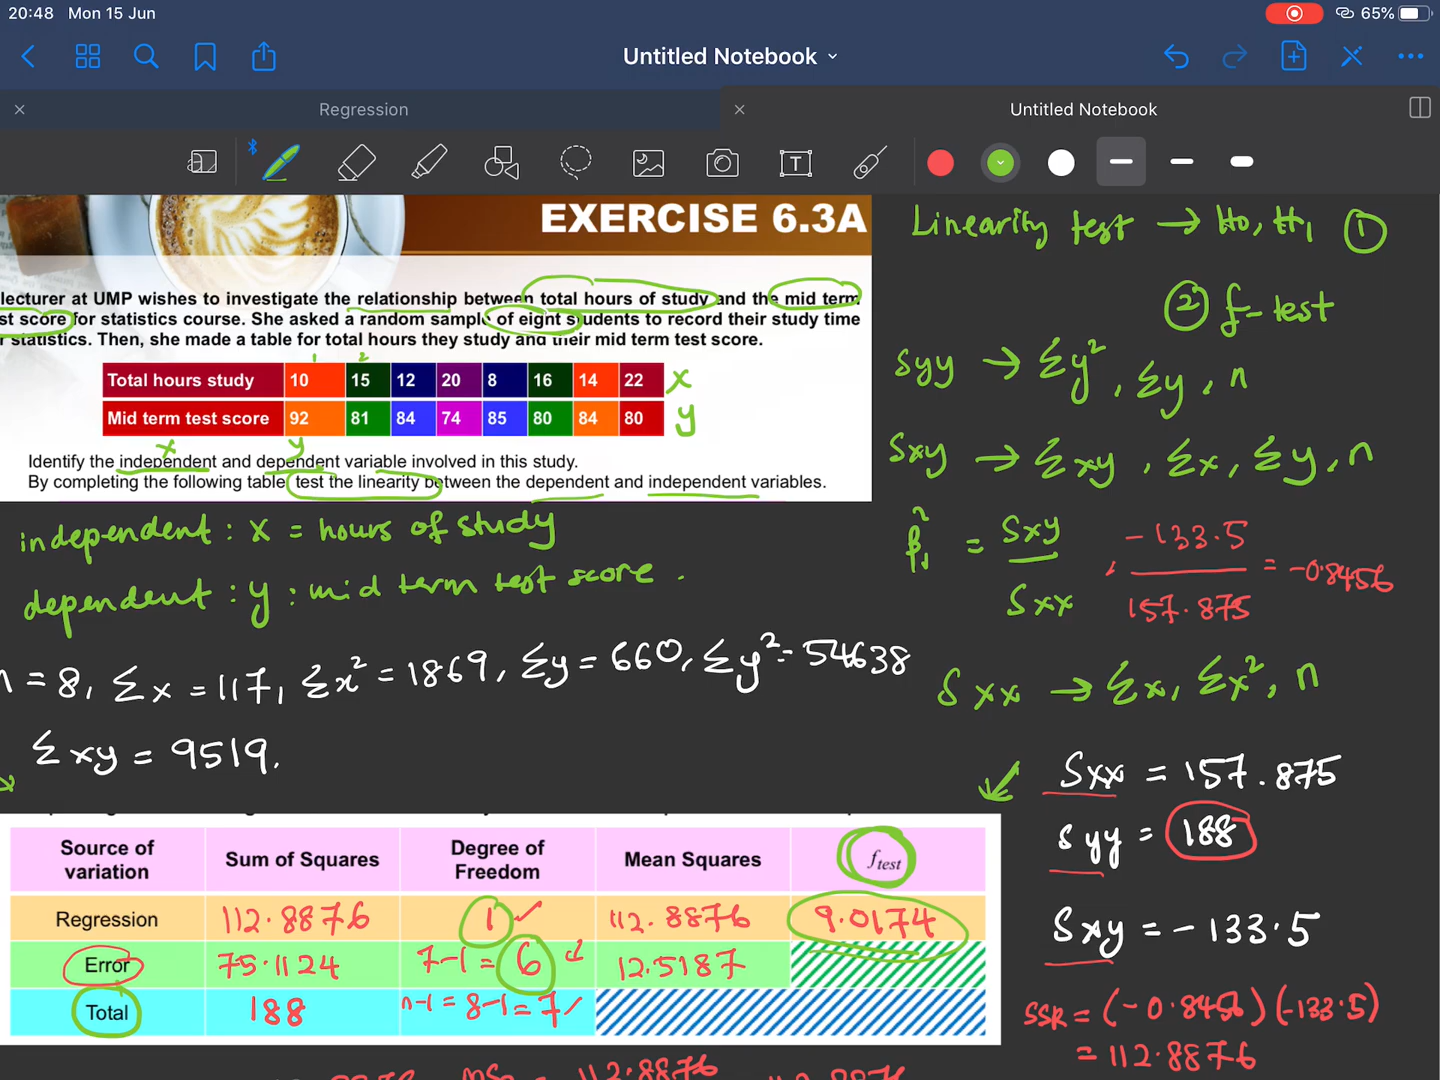 20:48 Mon 15 Jun
65%
Untitled Notebook
Regression
Untitled Notebook
EXERCISE 6.3A
lecturer at UMP wishes to investigate the relationship between total hours of study and the mid term
st score for statistics course. She asked a random sample of eight students to record their study time
r statistics. Then, she made a table for total hours they study and their mid term test score.
1 2
Total hours study 10 15 12 20 8 16 14 22 x
Mid term test score 92 81 84 74 85 80 84 80 y
x y
Identify the independent and dependent variable involved in this study.
By completing the following table test the linearity between the dependent and independent variables.
independent : x = hours of study
dependent : y : mid term test score .
n = 8, Σx = 117, Σx² = 1869, Σy = 660, Σy² = 54638
Σxy = 9519.
Linearity test → H0, H1 ①
② f-test
Syy → Σy², Σy, n
Sxy → Σxy, Σx, Σy, n
β̂1 = Sxy / Sxx , -133.5 / 157.875 = -0.8456
Sxx → Σx, Σx², n
Sxx = 157.875
Syy = 188
Sxy = -133.5
SSR = (-0.8456)(-133.5)
= 112.8876
Source of variation Sum of Squares Degree of Freedom Mean Squares f test
Regression 112.8876 1 112.8876 9.0174
Error 75.1124 7-1 = 6 12.5187
Total 188 n-1 = 8-1 = 7